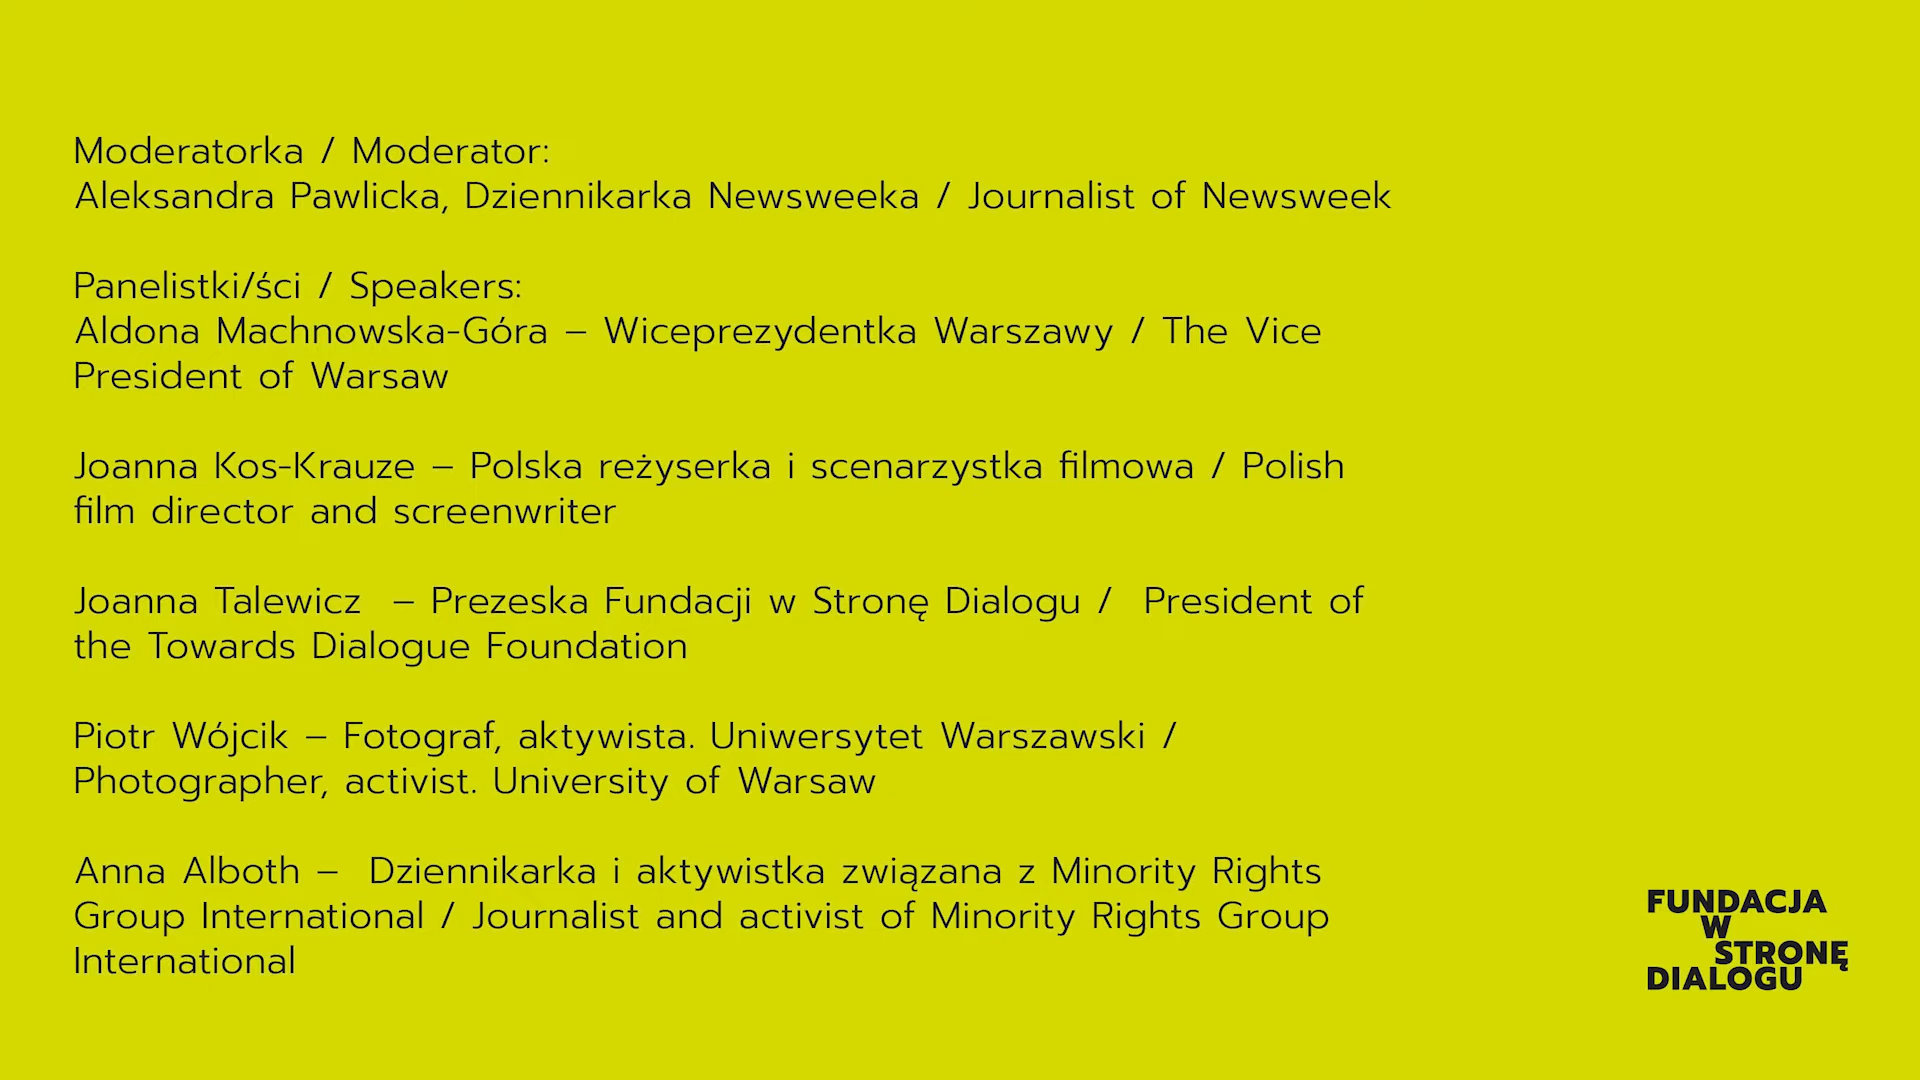 Moderatorka / Moderator:
Aleksandra Pawlicka, Dziennikarka Newsweeka / Journalist of Newsweek
Panelistki/ści / Speakers:
Aldona Machnowska-Góra – Wiceprezydentka Warszawy / The Vice
President of Warsaw
Joanna Kos-Krauze – Polska reżyserka i scenarzystka filmowa / Polish
film director and screenwriter
Joanna Talewicz – Prezeska Fundacji w Stronę Dialogu / President of
the Towards Dialogue Foundation
Piotr Wójcik – Fotograf, aktywista. Uniwersytet Warszawski /
Photographer, activist. University of Warsaw
Anna Alboth – Dziennikarka i aktywistka związana z Minority Rights
Group International / Journalist and activist of Minority Rights Group
International
FUNDACJA
W
STRONĘ
DIALOGU